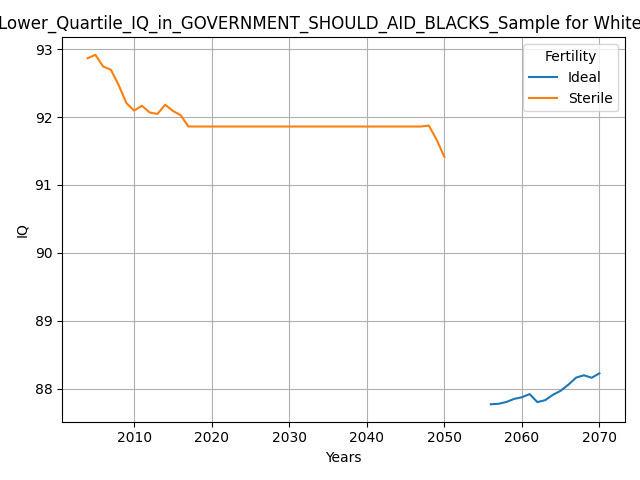 Lower_Quartile_IQ_in_GOVERNMENT_SHOULD_AID_BLACKS_Sample for White
Fertility
Ideal
Sterile
93
92
91
90
89
88
IQ
2010 2020 2030 2040 2050 2060 2070
Years